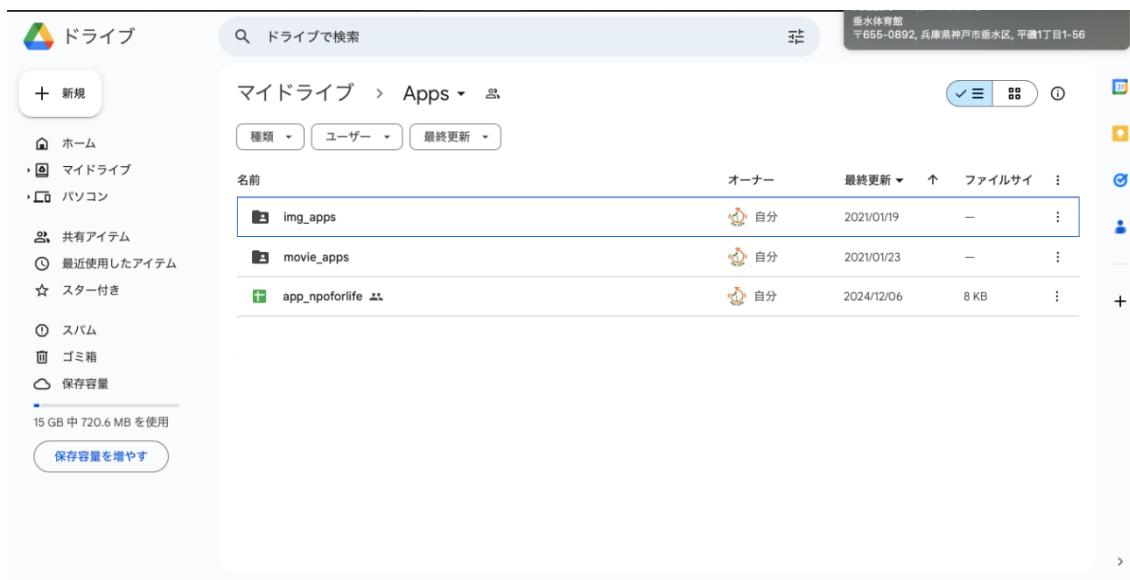 ドライブ
ドライブで検索
垂水体育館
〒655-0892, 兵庫県神戸市垂水区, 平磯1丁目1-56
新規
マイドライブ > Apps
31
種類
ユーザー
最終更新
ホーム
マイドライブ
パソコン
共有アイテム
最近使用したアイテム
スター付き
スパム
ゴミ箱
保存容量
15 GB 中 720.6 MB を使用
保存容量を増やす
名前 オーナー 最終更新 ファイルサイ
img_apps 自分 2021/01/19 —
movie_apps 自分 2021/01/23 —
app_npoforlife 自分 2024/12/06 8 KB